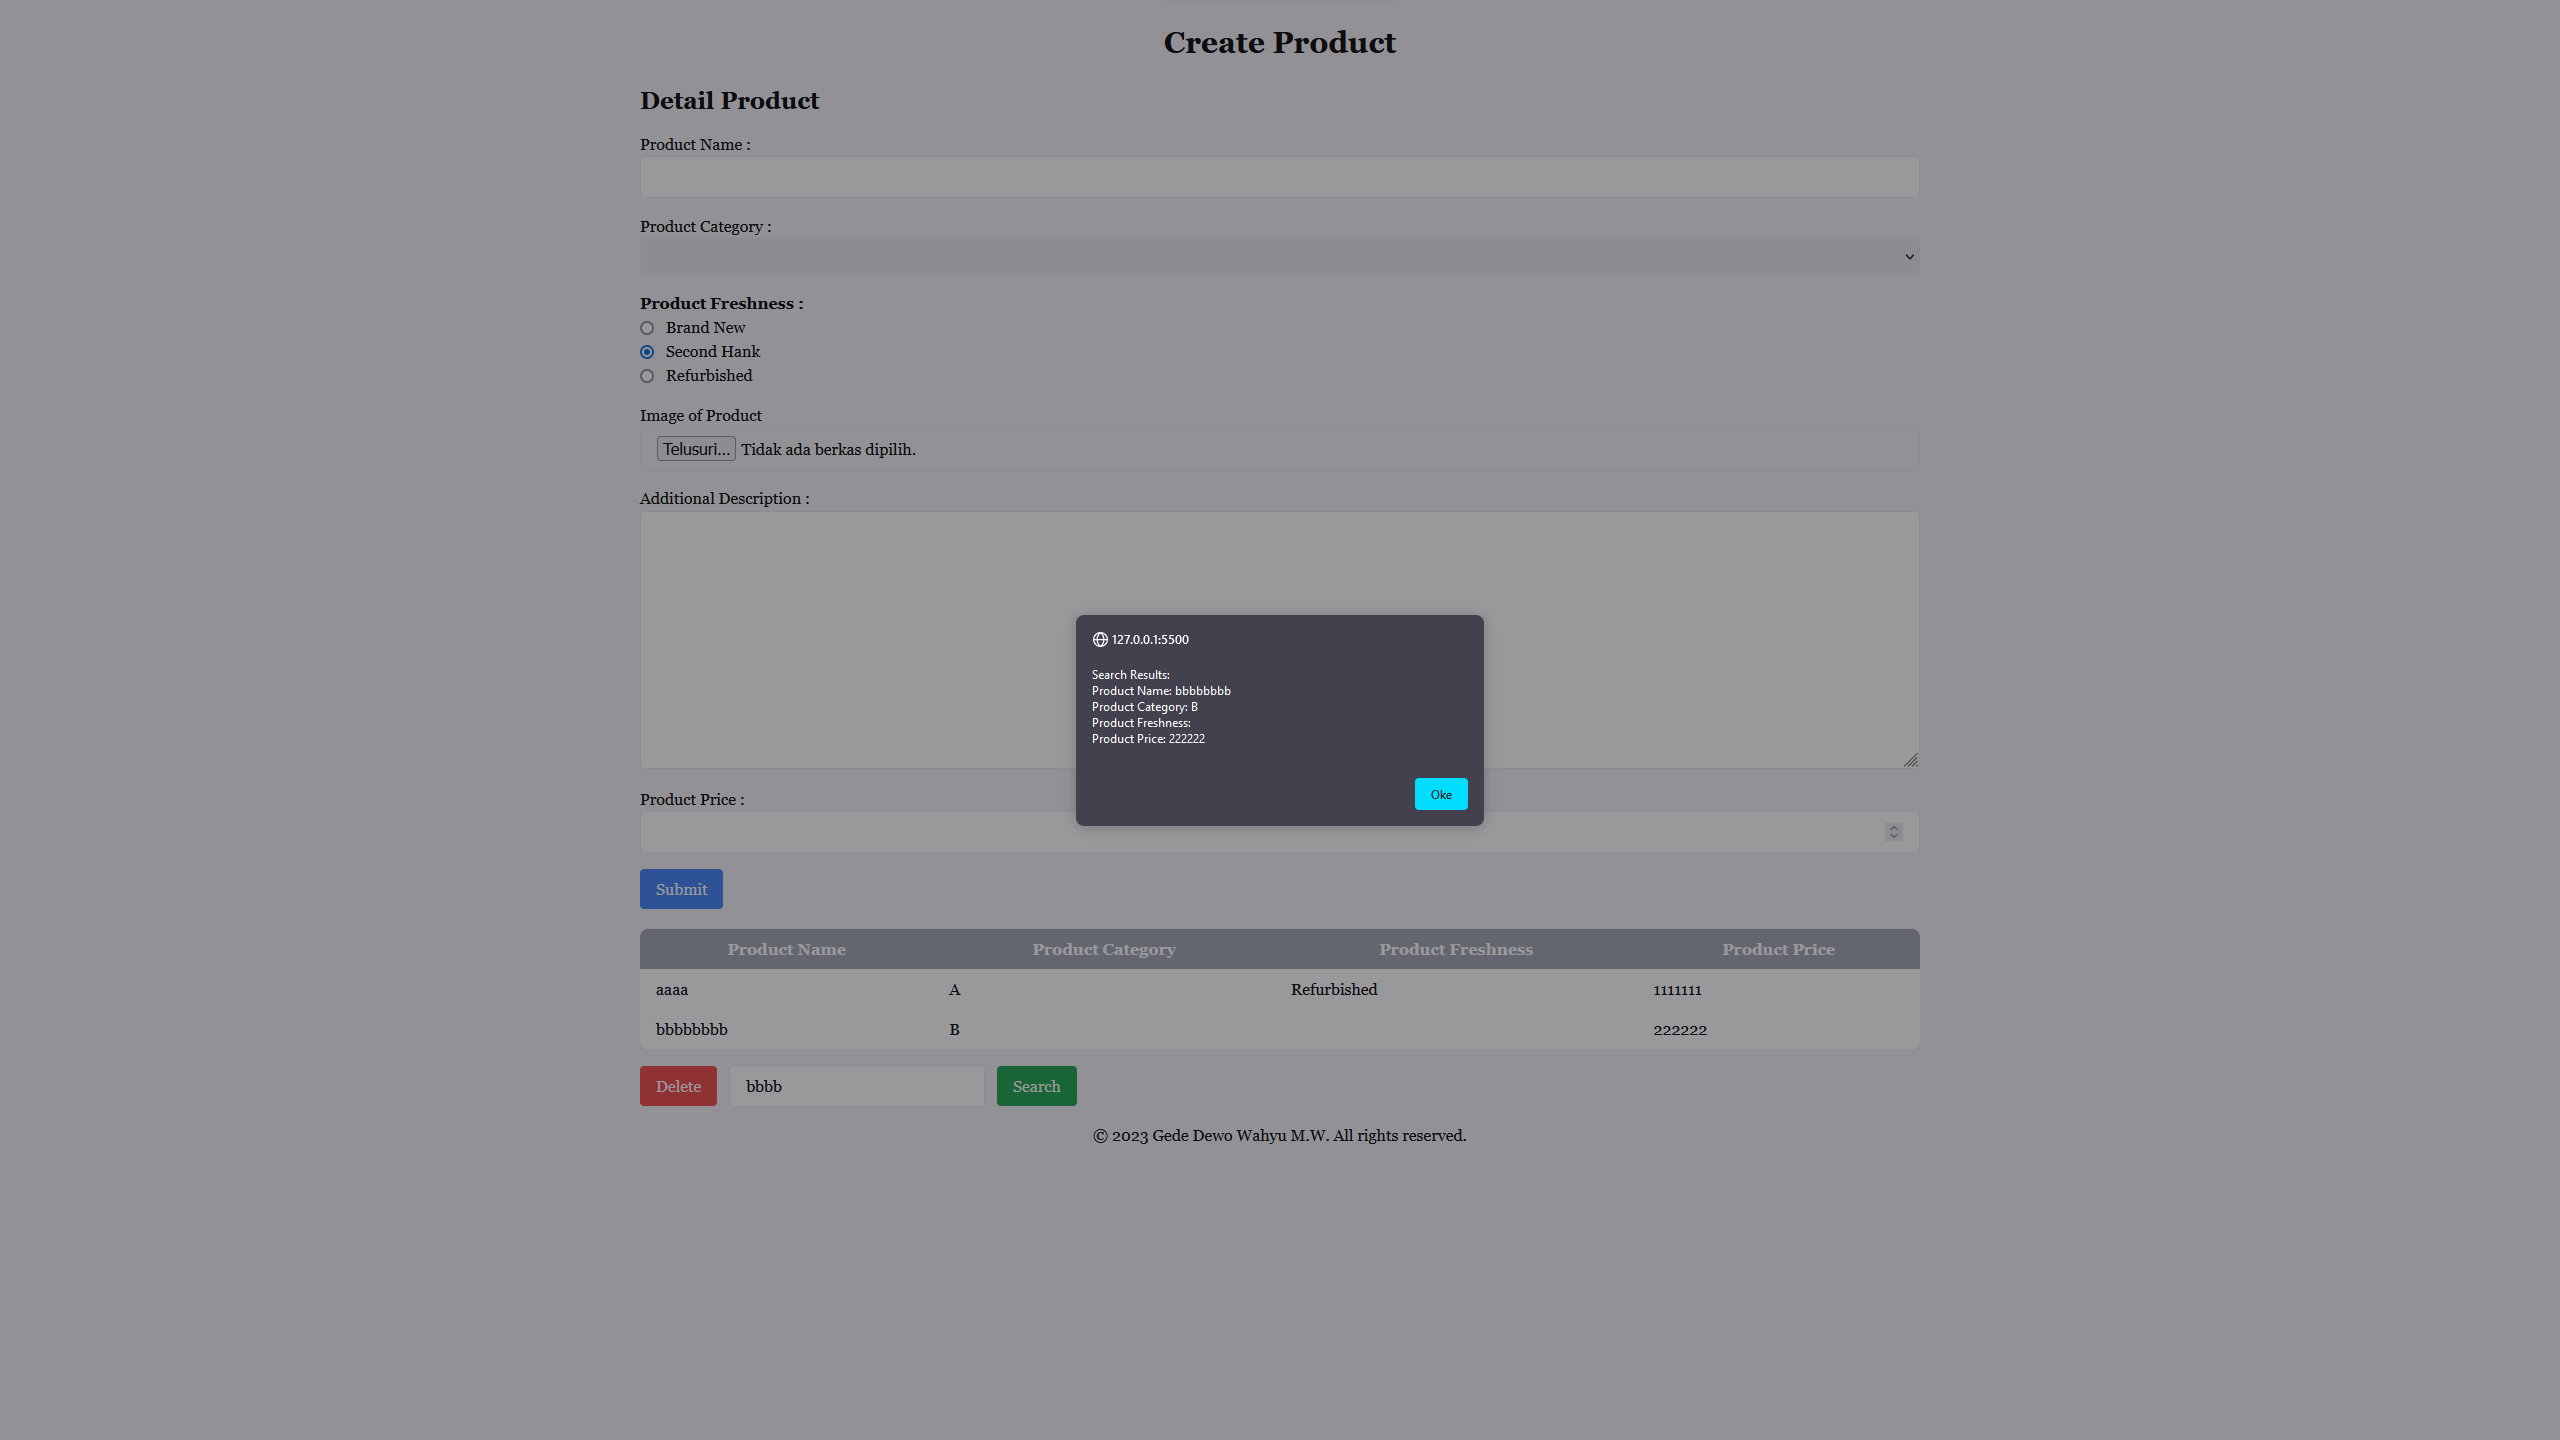 Create Product
Detail Product
Product Name :
Product Category :
Product Freshness :
Brand New
Second Hank
Refurbished
Image of Product
Telusuri... Tidak ada berkas dipilih.
Additional Description :
127.0.0.1:5500
Search Results:
Product Name: bbbbbbbb
Product Category: B
Product Freshness:
Product Price: 222222
Oke
Product Price :
Submit
Product Name Product Category Product Freshness Product Price
aaaa A Refurbished 1111111
bbbbbbbb B 222222
Delete bbbb Search
© 2023 Gede Dewo Wahyu M.W. All rights reserved.